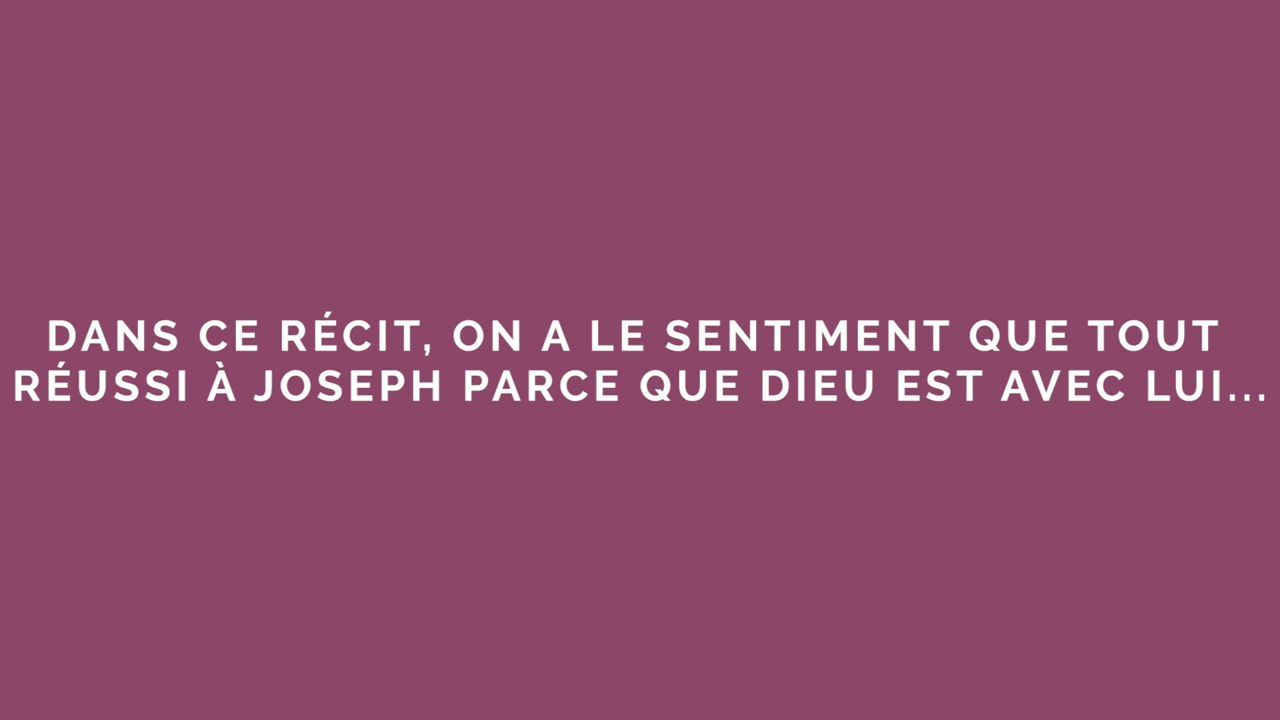 DANS CE RÉCIT, ON A LE SENTIMENT QUE TOUT
RÉUSSI À JOSEPH PARCE QUE DIEU EST AVEC LUI...